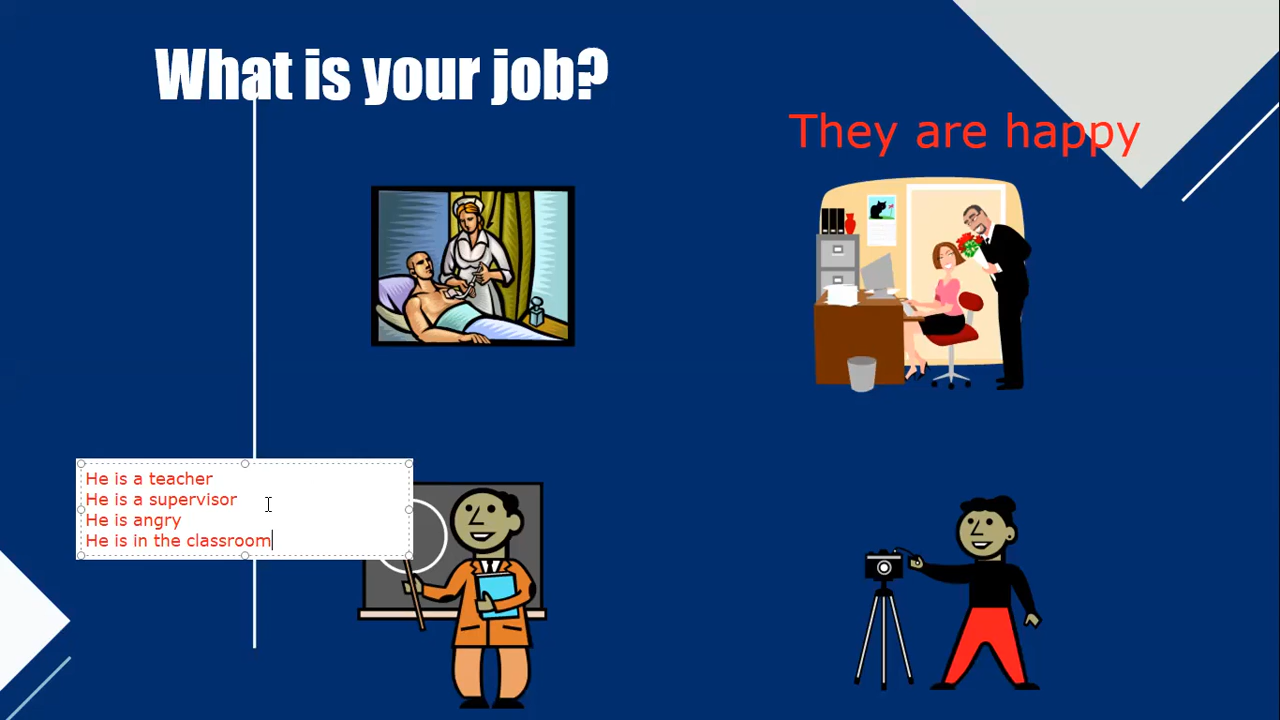 What is your job?
They are happy
He is a teacher
He is a supervisor
He is angry
He is in the classroom